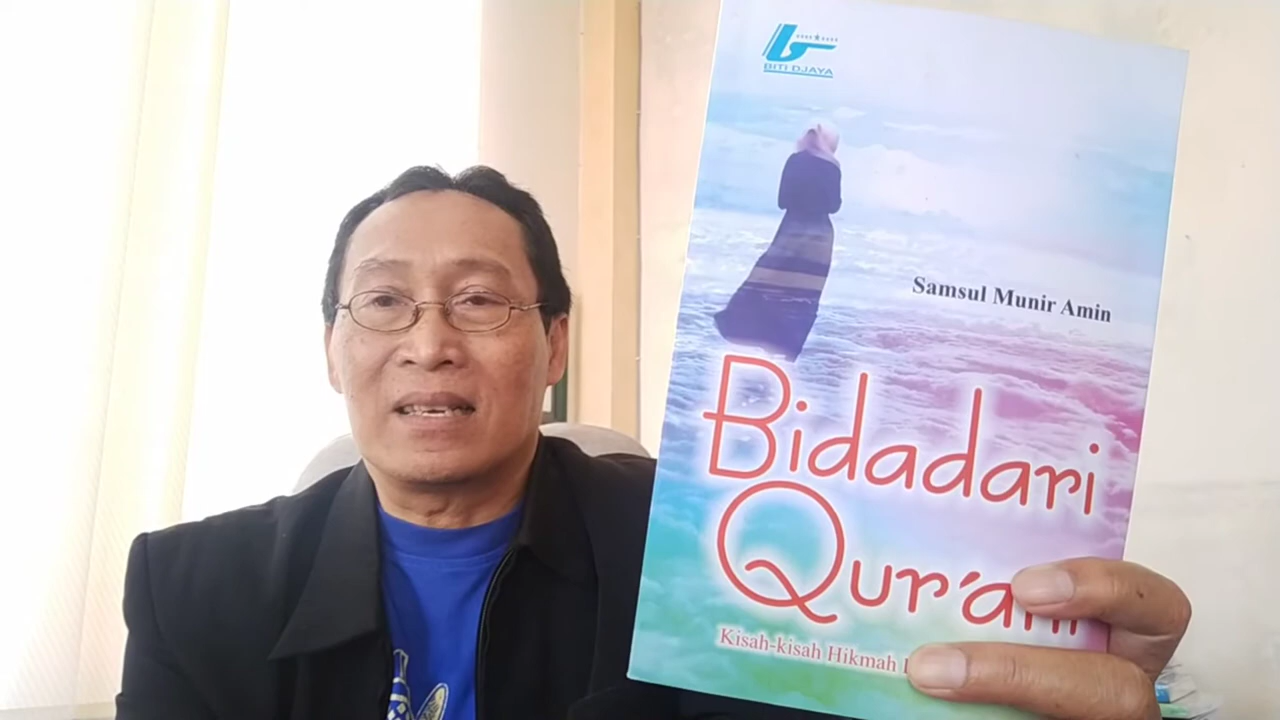 BITI DJAYA
Samsul Munir Amin
Bidadari
Qur'ani
Kisah-kisah Hikmah